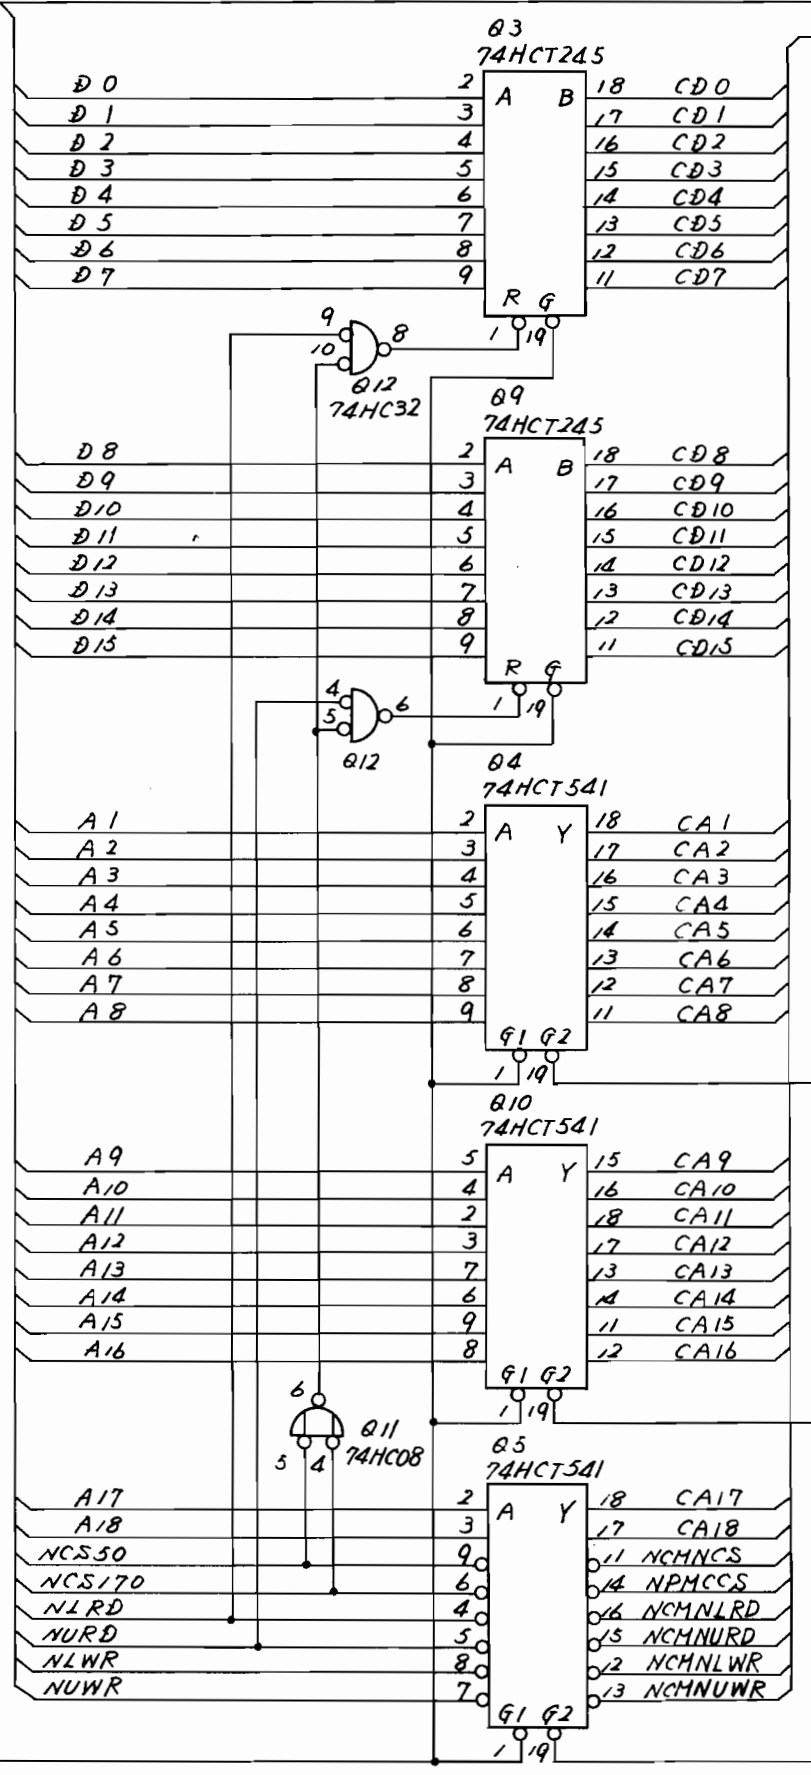 Q3
74HCT245
D0 2 A B 18 CD0
D1 3 17 CD1
D2 4 16 CD2
D3 5 15 CD3
D4 6 14 CD4
D5 7 13 CD5
D6 8 12 CD6
D7 9 11 CD7
R G
9 8 1 19
10
Q12
74HC32
Q9
74HCT245
D8 2 A B 18 CD8
D9 3 17 CD9
D10 4 16 CD10
D11 5 15 CD11
D12 6 14 CD12
D13 7 13 CD13
D14 8 12 CD14
D15 9 11 CD15
R G
4 6 1 19
5
Q12
Q4
74HCT541
A1 2 A Y 18 CA1
A2 3 17 CA2
A3 4 16 CA3
A4 5 15 CA4
A5 6 14 CA5
A6 7 13 CA6
A7 8 12 CA7
A8 9 11 CA8
G1 G2
1 19
Q10
74HCT541
A9 5 A Y 15 CA9
A10 4 16 CA10
A11 2 18 CA11
A12 3 17 CA12
A13 7 13 CA13
A14 6 14 CA14
A15 9 11 CA15
A16 8 12 CA16
G1 G2
6 1 19
Q11
5 4 74HC08
Q5
74HCT541
A17 2 A Y 18 CA17
A18 3 17 CA18
NCS50 9 11 NCMNCS
NCS170 6 14 NPMCCS
NLRD 4 16 NCMNLRD
NURD 5 15 NCMNURD
NLWR 8 12 NCMNLWR
NUWR 7 13 NCMNUWR
G1 G2
1 19